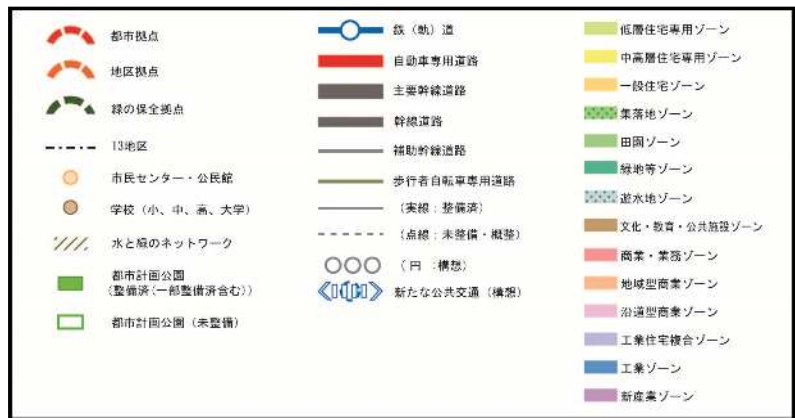 都市拠点
地区拠点
緑の保全拠点
13地区
市民センター・公民館
学校(小、中、高、大学)
水と緑のネットワーク
都市計画公園
(整備済(一部整備済含む))
都市計画公園(未整備)
鉄(軌)道
自動車専用道路
主要幹線道路
幹線道路
補助幹線道路
歩行者自転車専用道路
(実線:整備済)
(点線:未整備・概整)
(円 :構想)
新たな公共交通(構想)
低層住宅専用ゾーン
中高層住宅専用ゾーン
一般住宅ゾーン
集落地ゾーン
田園ゾーン
緑地等ゾーン
遊水地ゾーン
文化・教育・公共施設ゾーン
商業・業務ゾーン
地域型商業ゾーン
沿道型商業ゾーン
工業住宅複合ゾーン
工業ゾーン
新産業ゾーン